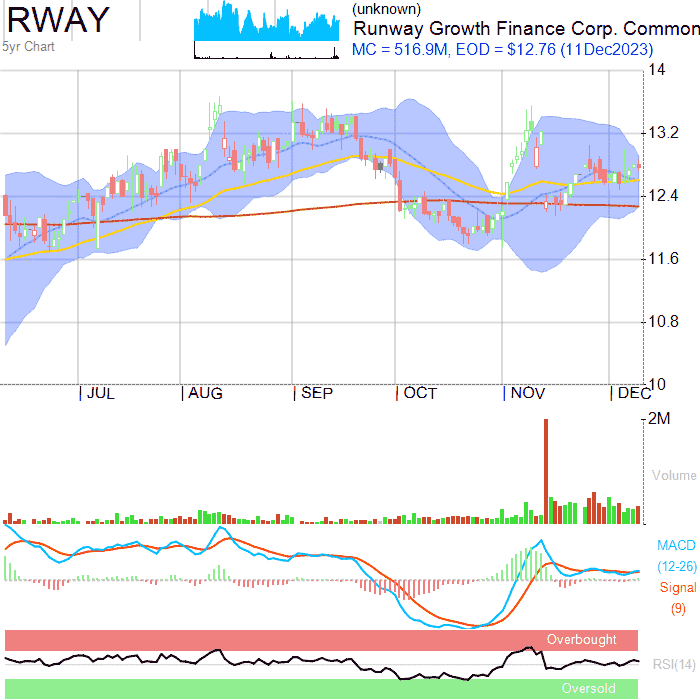 RWAY
5yr Chart
(unknown)
Runway Growth Finance Corp. Common
MC = 516.9M, EOD = $12.76 (11Dec2023)
14
13.2
12.4
11.6
10.8
10
JUL AUG SEP OCT NOV DEC
2M
Volume
MACD
(12-26)
Signal
(9)
Overbought
RSI(14)
Oversold